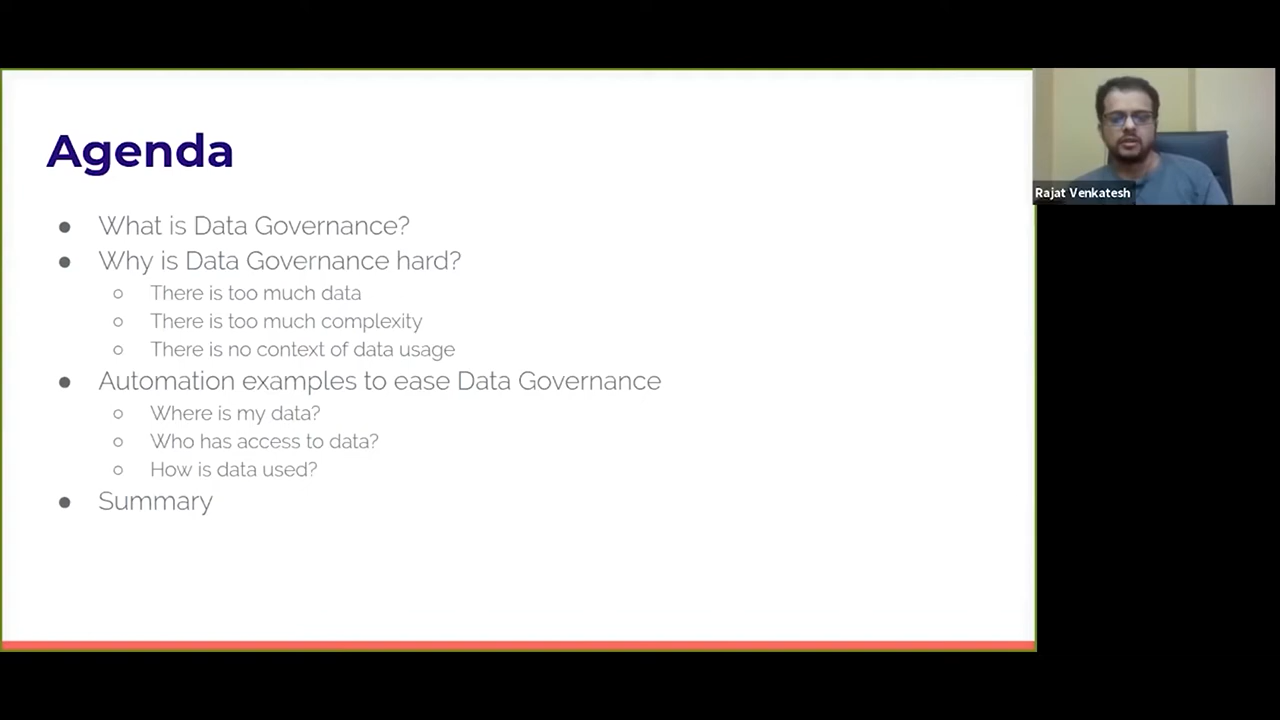 Agenda
● What is Data Governance?
● Why is Data Governance hard?
○ There is too much data
○ There is too much complexity
○ There is no context of data usage
● Automation examples to ease Data Governance
○ Where is my data?
○ Who has access to data?
○ How is data used?
● Summary
Rajat Venkatesh